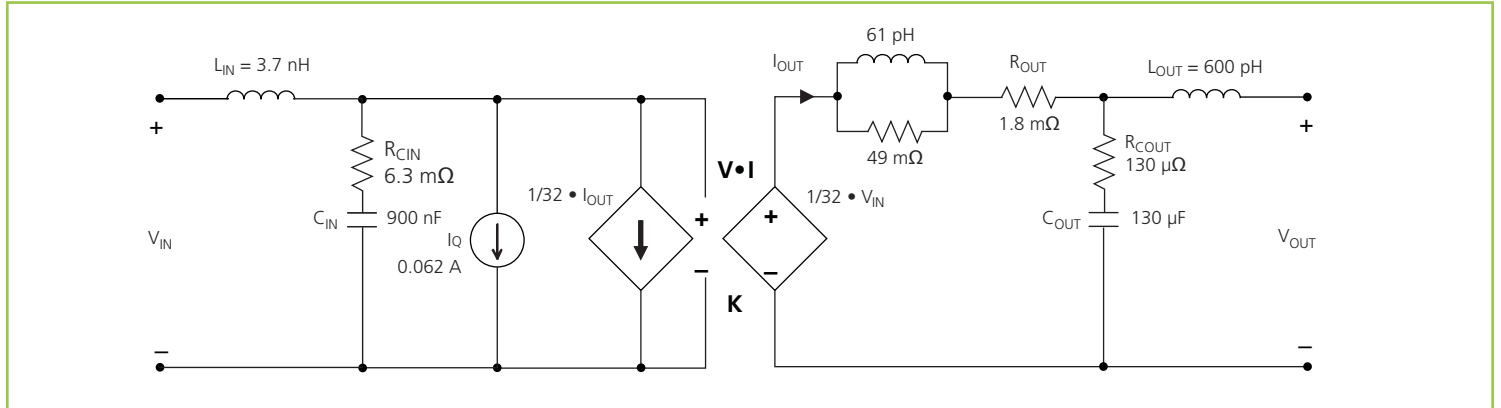 L_IN = 3.7 nH
+
R_CIN
6.3 mΩ
C_IN
900 nF
V_IN
–
I_Q
0.062 A
1/32 • I_OUT
V•I
+
–
K
+
–
1/32 • V_IN
I_OUT
61 pH
49 mΩ
R_OUT
1.8 mΩ
L_OUT = 600 pH
+
R_COUT
130 µΩ
C_OUT
130 µF
V_OUT
–